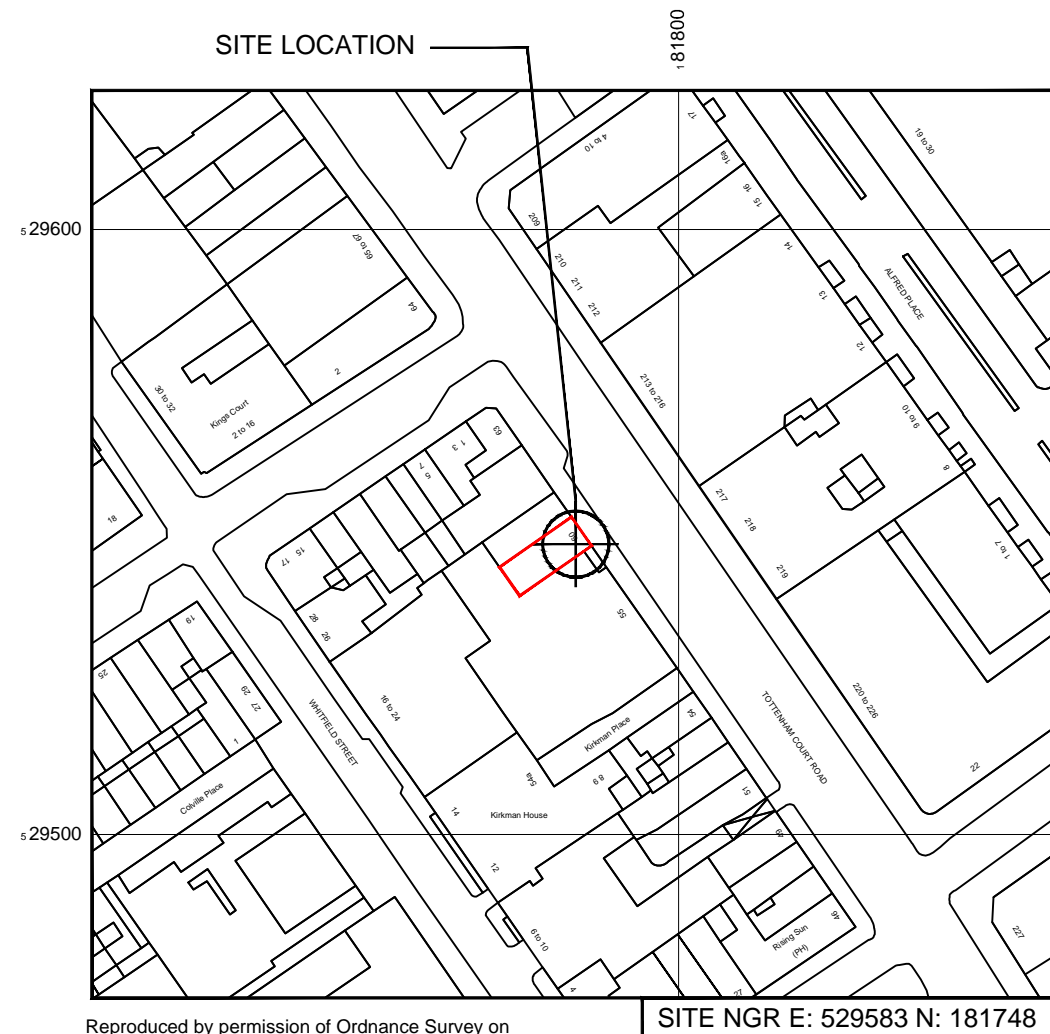 SITE LOCATION
181800
529600
529500
17
4 to 10
19 to 30
16a
16
15
14
209
210
211
212
13
ALFRED PLACE
12
65 to 67
64
213 to 216
9 to 10
8
2
30 to 32
Kings Court
2 to 16
63
1 3
5
7
18
15
17
60
217
218
219
1 to 7
28
26
55
19
25
29
27
1
16 to 24
WHITFIELD STREET
Colville Place
54
Kirkman Place
54a
8 9
TOTTENHAM COURT ROAD
220 to 226
22
14
Kirkman House
51
49
12
46
6 to 10
Rising Sun
(PH)
227
4
27
Reproduced by permission of Ordnance Survey on
SITE NGR E: 529583 N: 181748